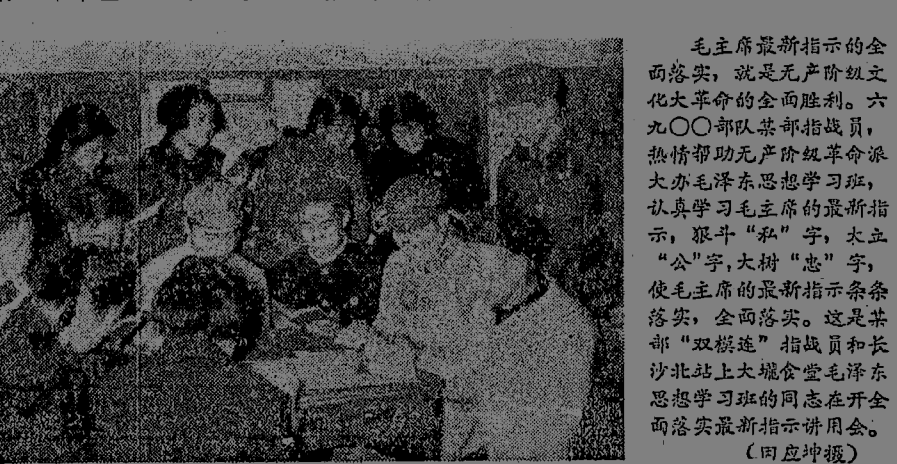 毛主席最新指示的全
面落实，就是无产阶级文
化大革命的全面胜利。六
九〇〇部队某部指战员，
热情帮助无产阶级革命派
大办毛泽东思想学习班，
认真学习毛主席的最新指
示，狠斗“私”字，大立
“公”字，大树“忠”字，
使毛主席的最新指示条条
落实，全面落实。这是某
部“双模连”指战员和长
沙北站上大垅食堂毛泽东
思想学习班的同志在开全
面落实最新指示讲用会。
（田应坤摄）